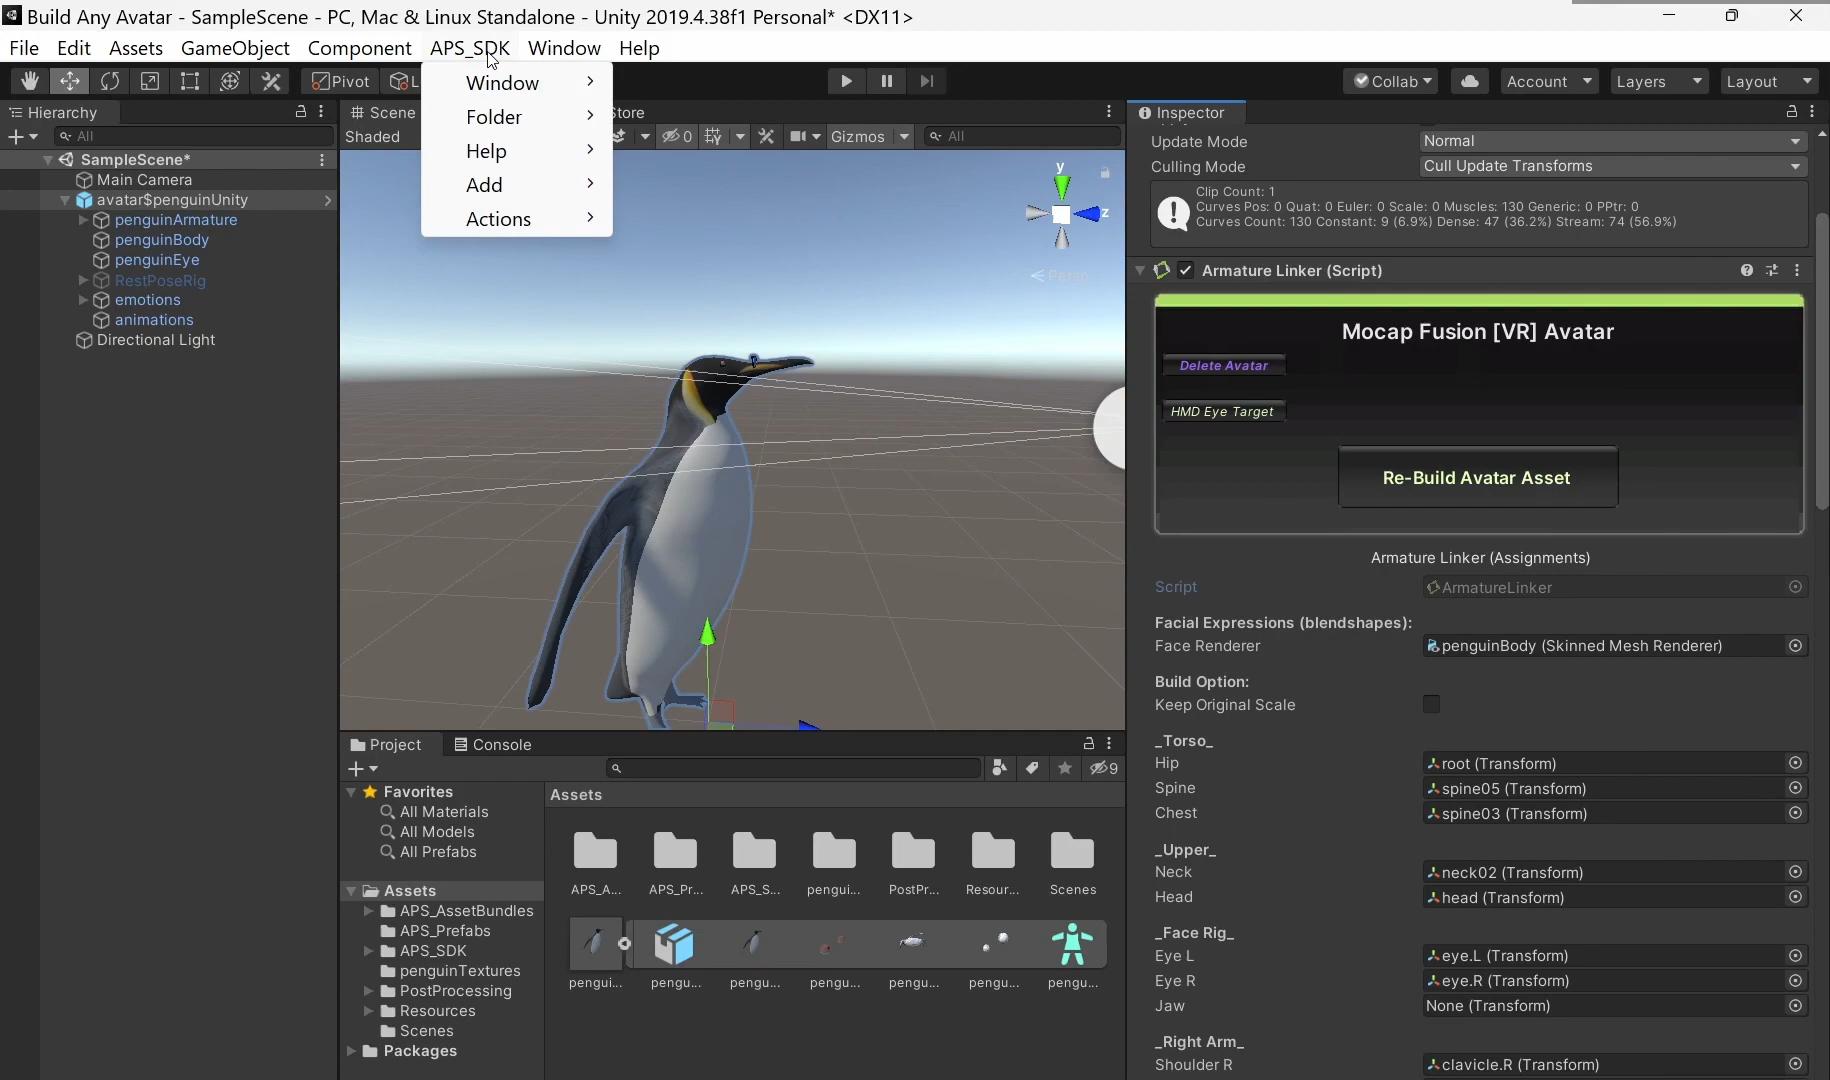 Build Any Avatar - SampleScene - PC, Mac & Linux Standalone - Unity 2019.4.38f1 Personal* <DX11>
File Edit Assets GameObject Component APS_SDK Window Help
Pivot L
Collab Account Layers Layout
Window
Folder
Help
Add
Actions
Hierarchy
All
SampleScene*
Main Camera
avatar$penguinUnity
penguinArmature
penguinBody
penguinEye
RestPoseRig
emotions
animations
Directional Light
Scene tore
Shaded 0 Gizmos All
y
z
Persp
Inspector
Update Mode Normal
Culling Mode Cull Update Transforms
Clip Count: 1
Curves Pos: 0 Quat: 0 Euler: 0 Scale: 0 Muscles: 130 Generic: 0 PPtr: 0
Curves Count: 130 Constant: 9 (6.9%) Dense: 47 (36.2%) Stream: 74 (56.9%)
Armature Linker (Script)
Mocap Fusion [VR] Avatar
Delete Avatar
HMD Eye Target
Re-Build Avatar Asset
Armature Linker (Assignments)
Script ArmatureLinker
Facial Expressions (blendshapes):
Face Renderer penguinBody (Skinned Mesh Renderer)
Build Option:
Keep Original Scale
_Torso_
Hip root (Transform)
Spine spine05 (Transform)
Chest spine03 (Transform)
_Upper_
Neck neck02 (Transform)
Head head (Transform)
_Face Rig_
Eye L eye.L (Transform)
Eye R eye.R (Transform)
Jaw None (Transform)
_Right Arm_
Shoulder R clavicle.R (Transform)
Project Console
9
Favorites
All Materials
All Models
All Prefabs
Assets
APS_AssetBundles
APS_Prefabs
APS_SDK
penguinTextures
PostProcessing
Resources
Scenes
Packages
Assets
APS_A... APS_Pr... APS_S... pengui... PostPr... Resour... Scenes
pengui... pengu... pengu... pengu... pengu... pengu... pengu...